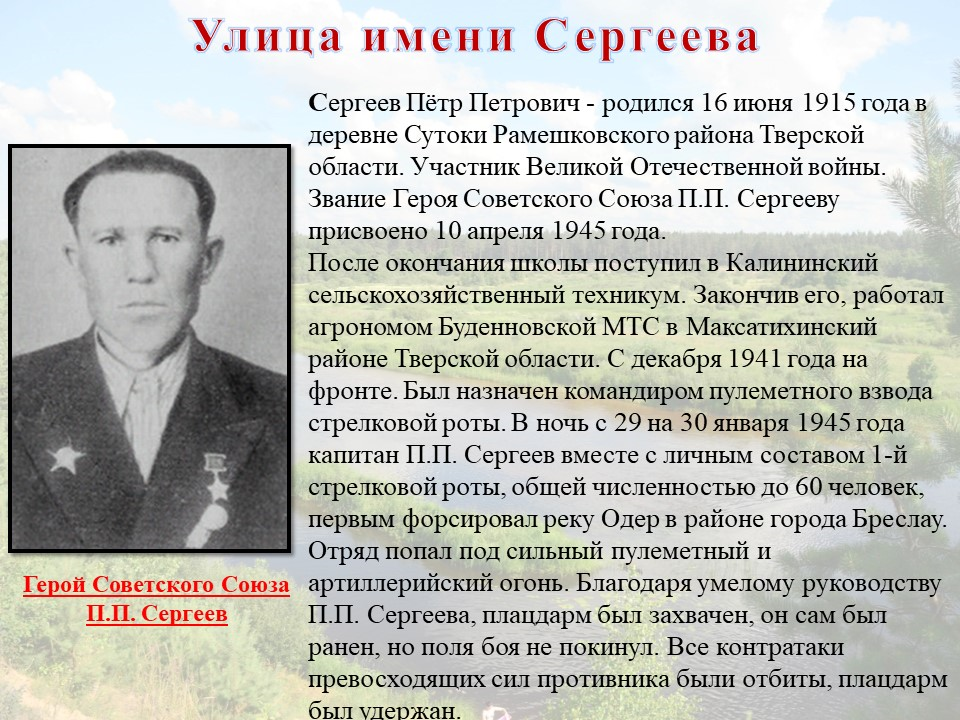 Улица имени Сергеева
Сергеев Пётр Петрович - родился 16 июня 1915 года в
деревне Сутоки Рамешковского района Тверской
области. Участник Великой Отечественной войны.
Звание Героя Советского Союза П.П. Сергееву
присвоено 10 апреля 1945 года.
После окончания школы поступил в Калининский
сельскохозяйственный техникум. Закончив его, работал
агрономом Буденновской МТС в Максатихинский
районе Тверской области. С декабря 1941 года на
фронте. Был назначен командиром пулеметного взвода
стрелковой роты. В ночь с 29 на 30 января 1945 года
капитан П.П. Сергеев вместе с личным составом 1-й
стрелковой роты, общей численностью до 60 человек,
первым форсировал реку Одер в районе города Бреслау.
Отряд попал под сильный пулеметный и
артиллерийский огонь. Благодаря умелому руководству
П.П. Сергеева, плацдарм был захвачен, он сам был
ранен, но поля боя не покинул. Все контратаки
превосходящих сил противника были отбиты, плацдарм
был удержан.
Герой Советского Союза
П.П. Сергеев